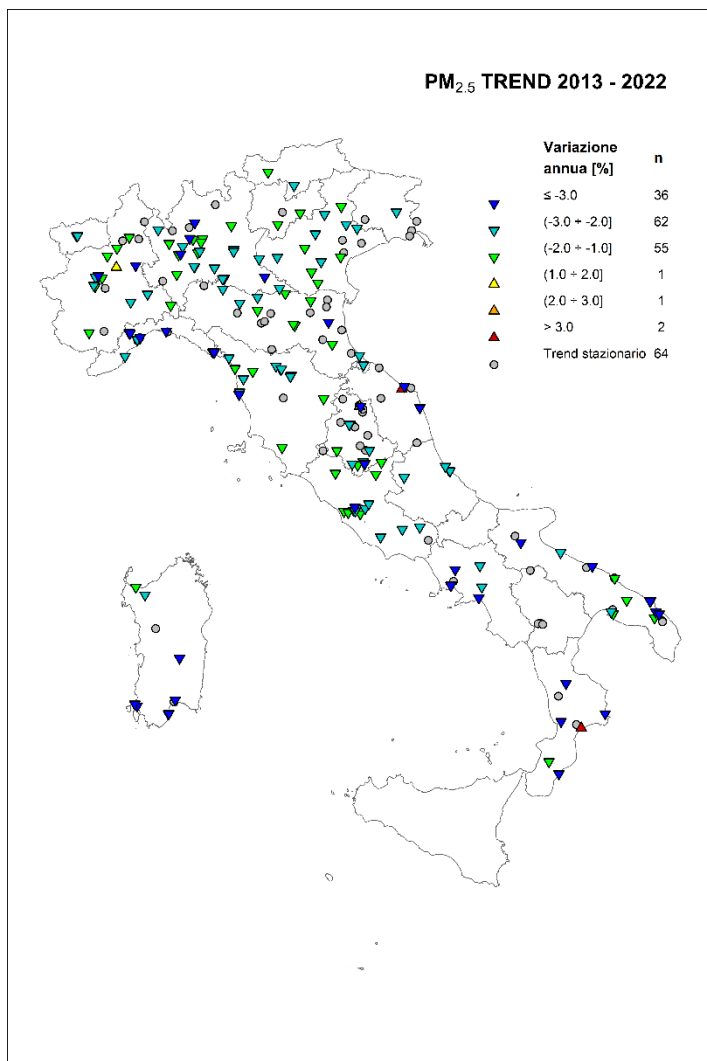 PM2.5 TREND 2013 - 2022
Variazione
annua [%] n
≤ -3.0 36
(-3.0 ÷ -2.0] 62
(-2.0 ÷ -1.0] 55
(1.0 ÷ 2.0] 1
(2.0 ÷ 3.0] 1
> 3.0 2
Trend stazionario 64